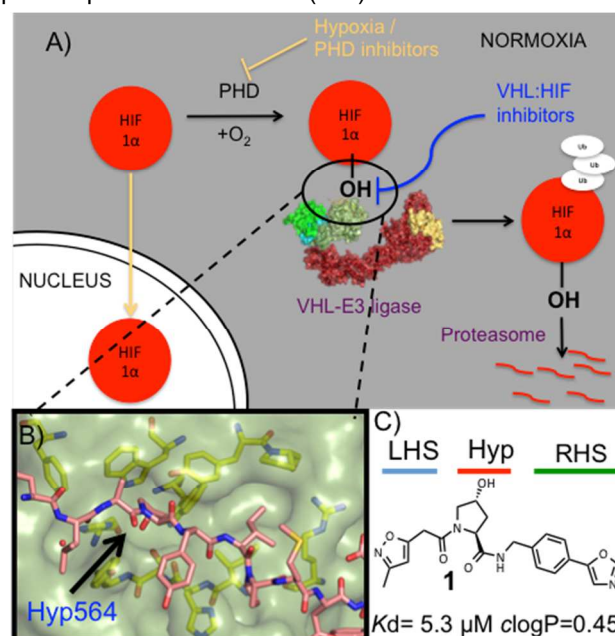 A)
Hypoxia /
PHD inhibitors
NORMOXIA
PHD
+O2
HIF
1α
HIF
1α
OH
VHL:HIF
inhibitors
Ub
Ub
Ub
HIF
1α
OH
NUCLEUS
VHL-E3 ligase
Proteasome
HIF
1α
B)
Hyp564
C)
LHS Hyp RHS
OH
N
O
N
O
O
NH
O
N
1
Kd= 5.3 µM clogP=0.45